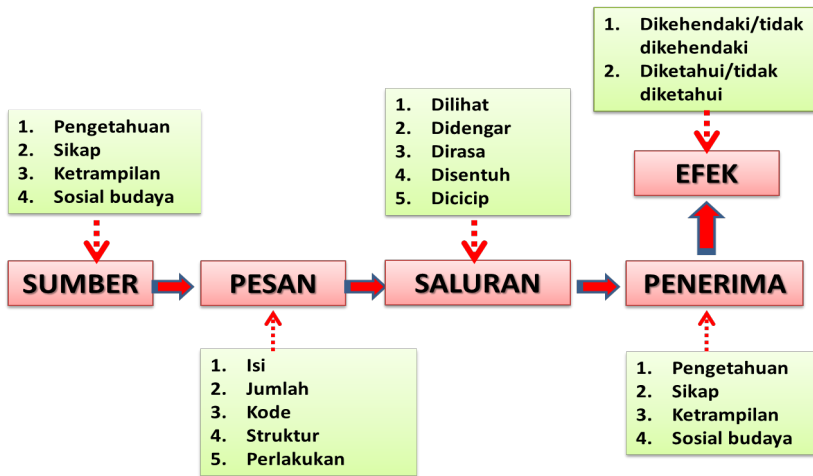 1. Dikehendaki/tidak
dikehendaki
2. Diketahui/tidak
diketahui
1. Pengetahuan
2. Sikap
3. Ketrampilan
4. Sosial budaya
1. Dilihat
2. Didengar
3. Dirasa
4. Disentuh
5. Dicicip
EFEK
SUMBER
PESAN
SALURAN
PENERIMA
1. Isi
2. Jumlah
3. Kode
4. Struktur
5. Perlakukan
1. Pengetahuan
2. Sikap
3. Ketrampilan
4. Sosial budaya